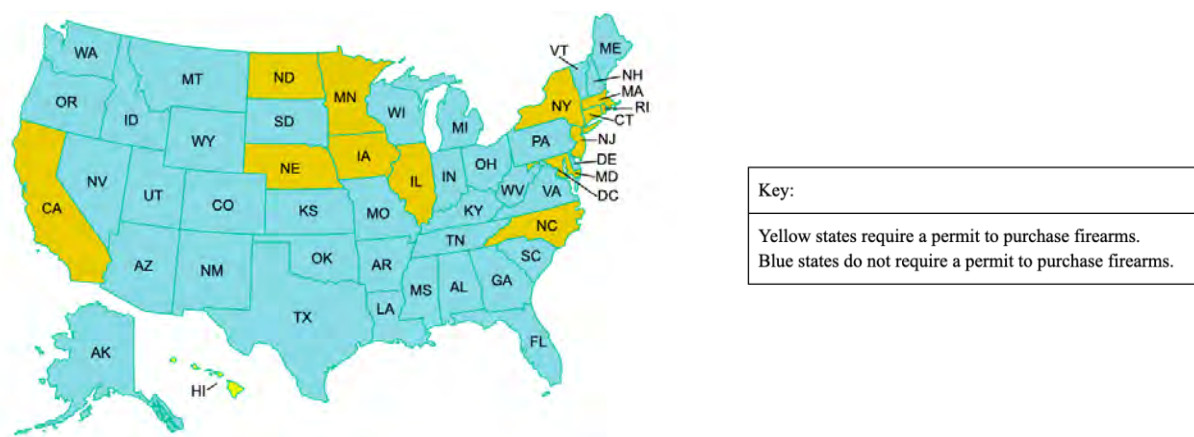 WA
MT
ND
MN
VT
ME
NH
MA
RI
CT
NY
OR
ID
WY
SD
WI
MI
PA
NJ
DE
MD
DC
CA
NV
UT
CO
NE
IA
IL
IN
OH
WV
VA
KS
MO
KY
NC
TN
SC
AZ
NM
OK
AR
MS
AL
GA
LA
TX
FL
AK
HI
Key:
Yellow states require a permit to purchase firearms.
Blue states do not require a permit to purchase firearms.